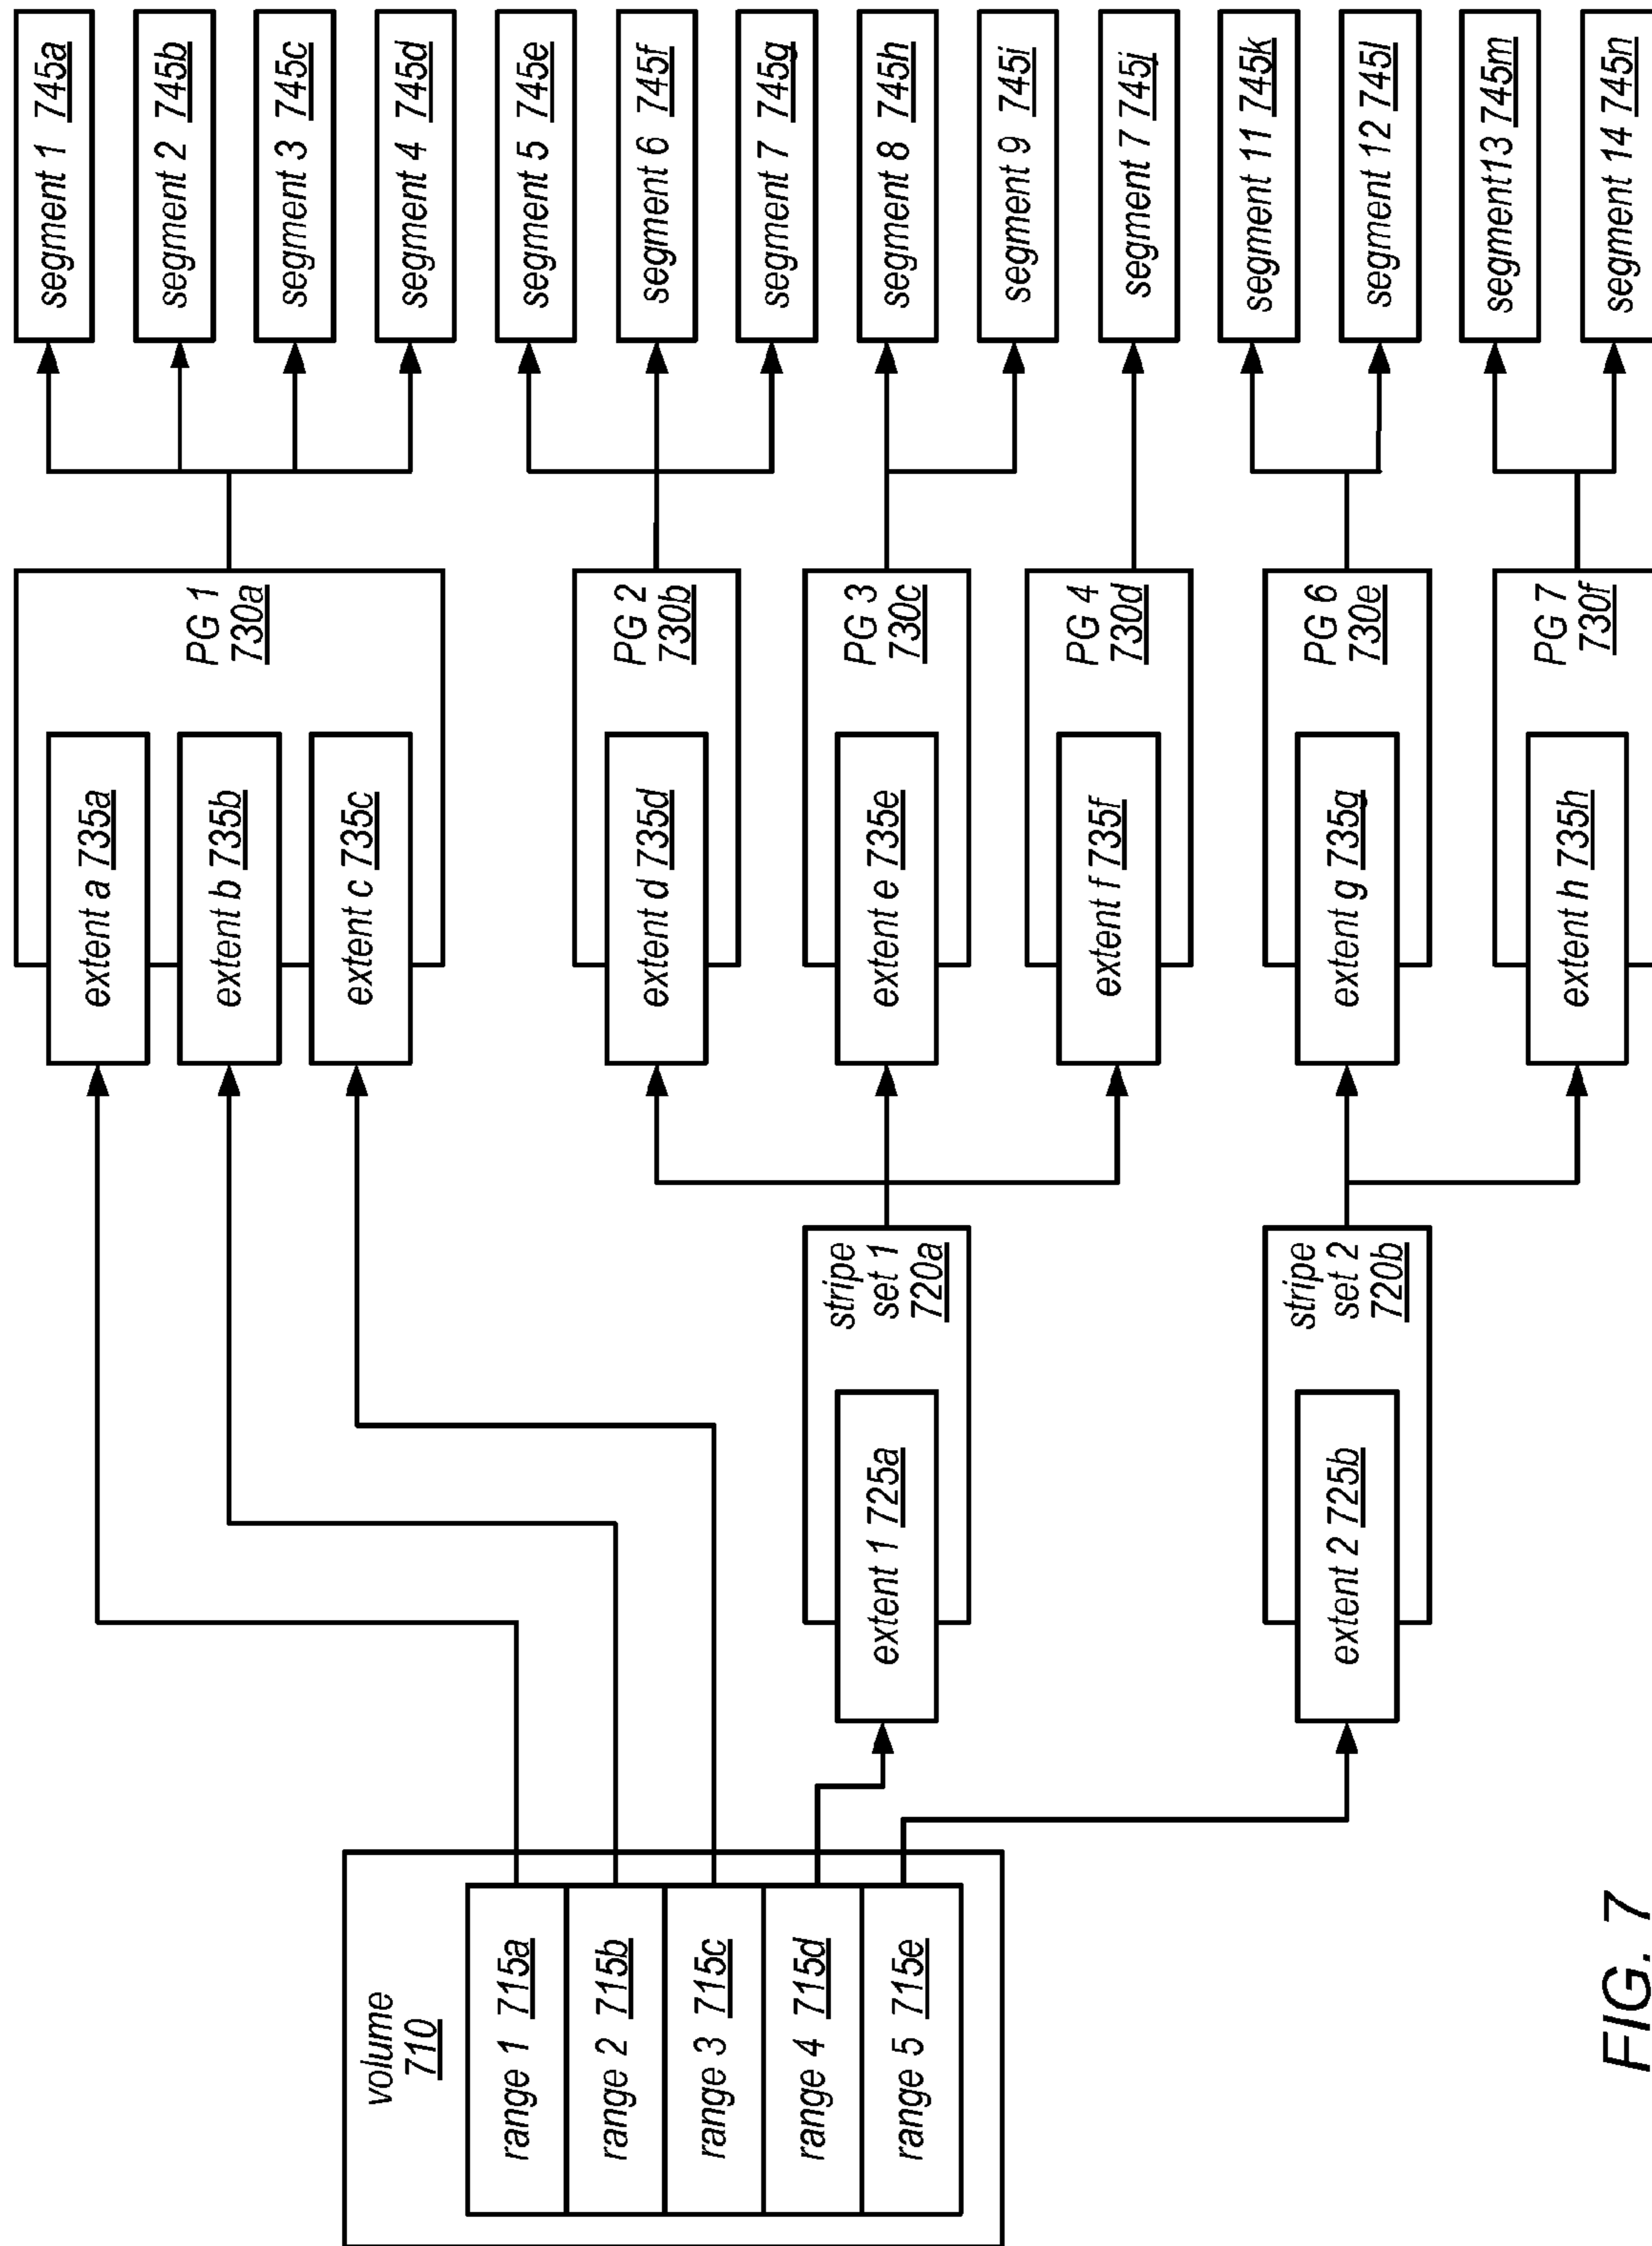 volume
710
range 1 715a
range 2 715b
range 3 715c
range 4 715d
range 5 715e
extent 1 725a
stripe
set 1
720a
extent 2 725b
stripe
set 2
720b
extent a 735a
extent b 735b
extent c 735c
PG 1
730a
extent d 735d
PG 2
730b
extent e 735e
PG 3
730c
extent f 735f
PG 4
730d
extent g 735g
PG 6
730e
extent h 735h
PG 7
730f
segment 1 745a
segment 2 745b
segment 3 745c
segment 4 745d
segment 5 745e
segment 6 745f
segment 7 745g
segment 8 745h
segment 9 745i
segment 7 745j
segment 11 745k
segment 12 745l
segment13 745m
segment 14 745n
FIG. 7